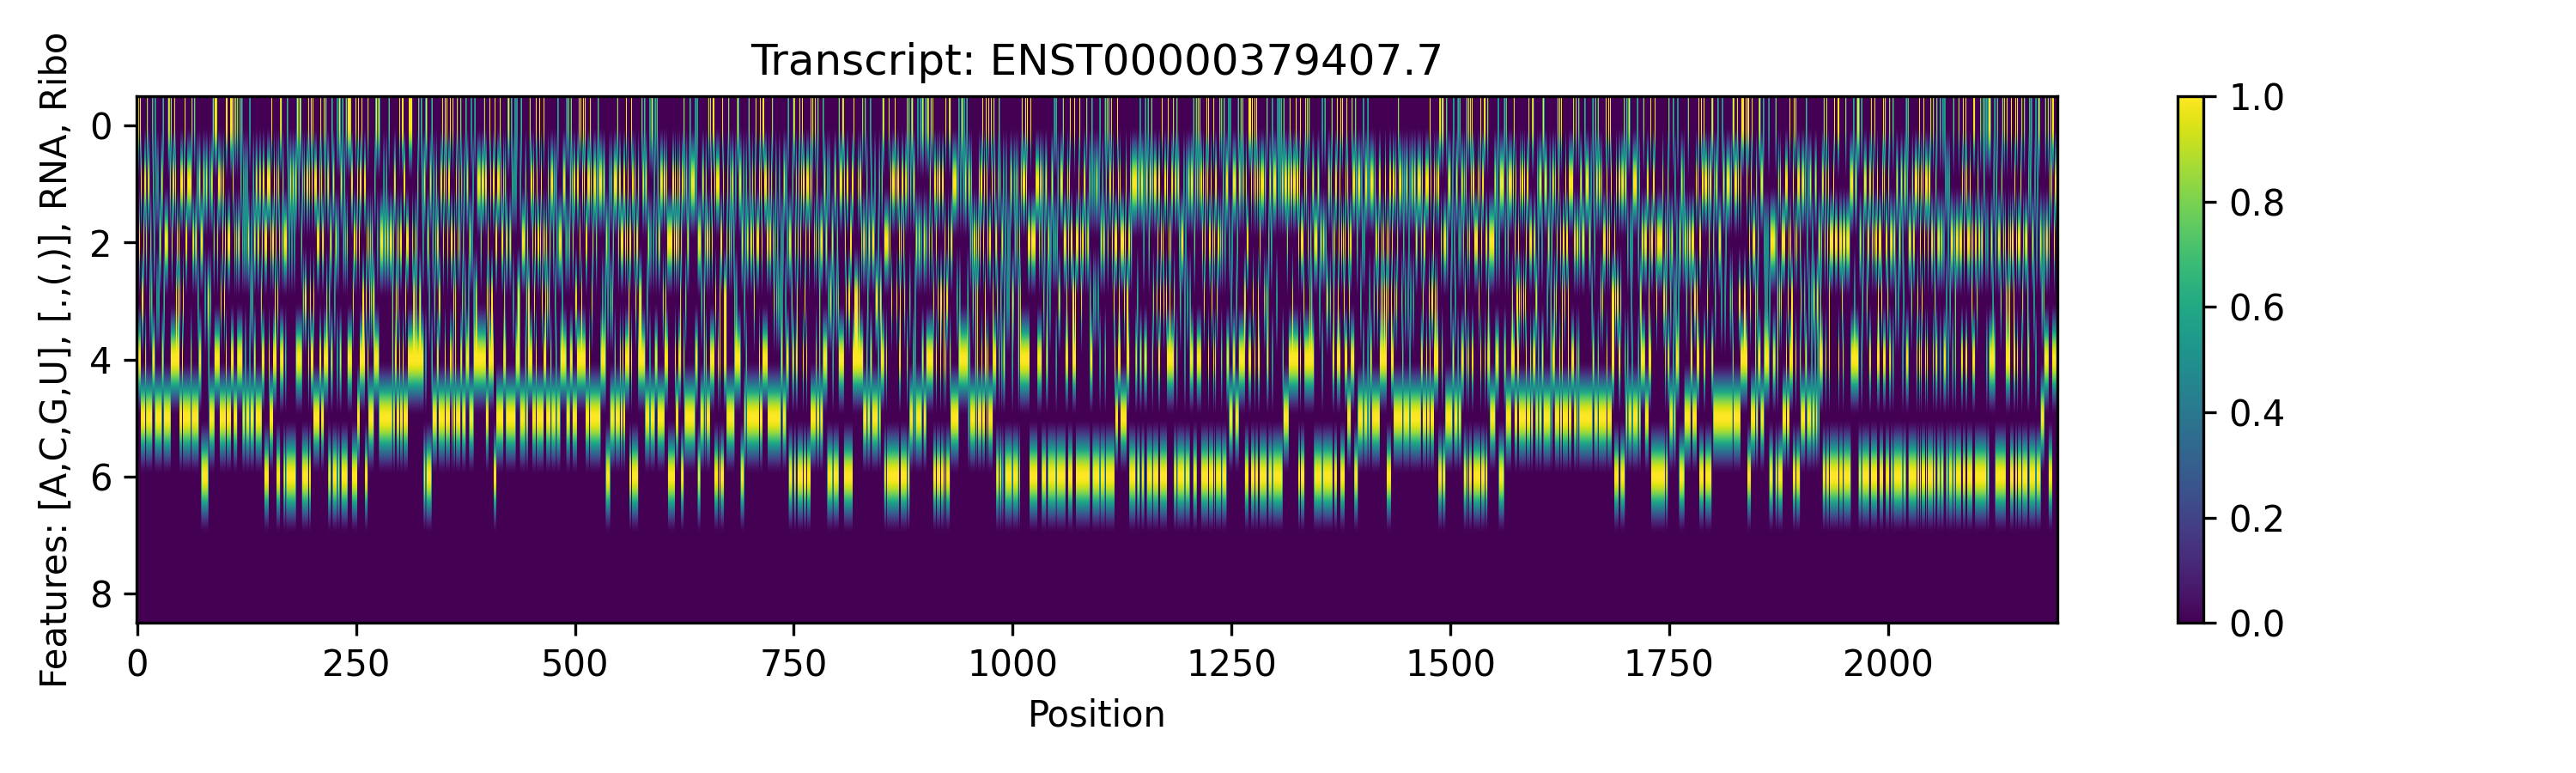 Transcript: ENST00000379407.7
Features: [A,C,G,U], [.,(,)], RNA, Ribo
0
2
4
6
8
0 250 500 750 1000 1250 1500 1750 2000
Position
1.0
0.8
0.6
0.4
0.2
0.0